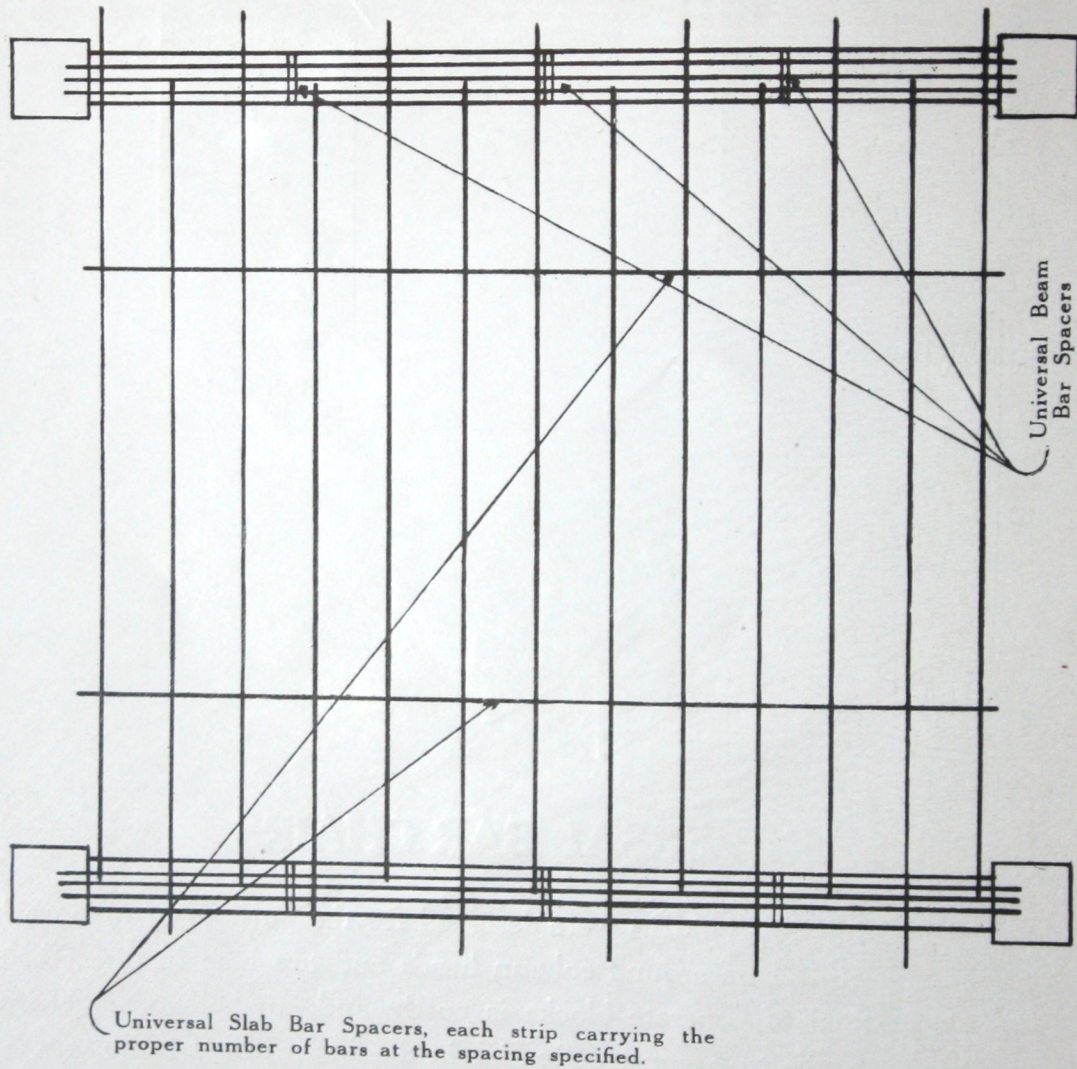 Universal Beam
Bar Spacers
Universal Slab Bar Spacers, each strip carrying the
proper number of bars at the spacing specified.